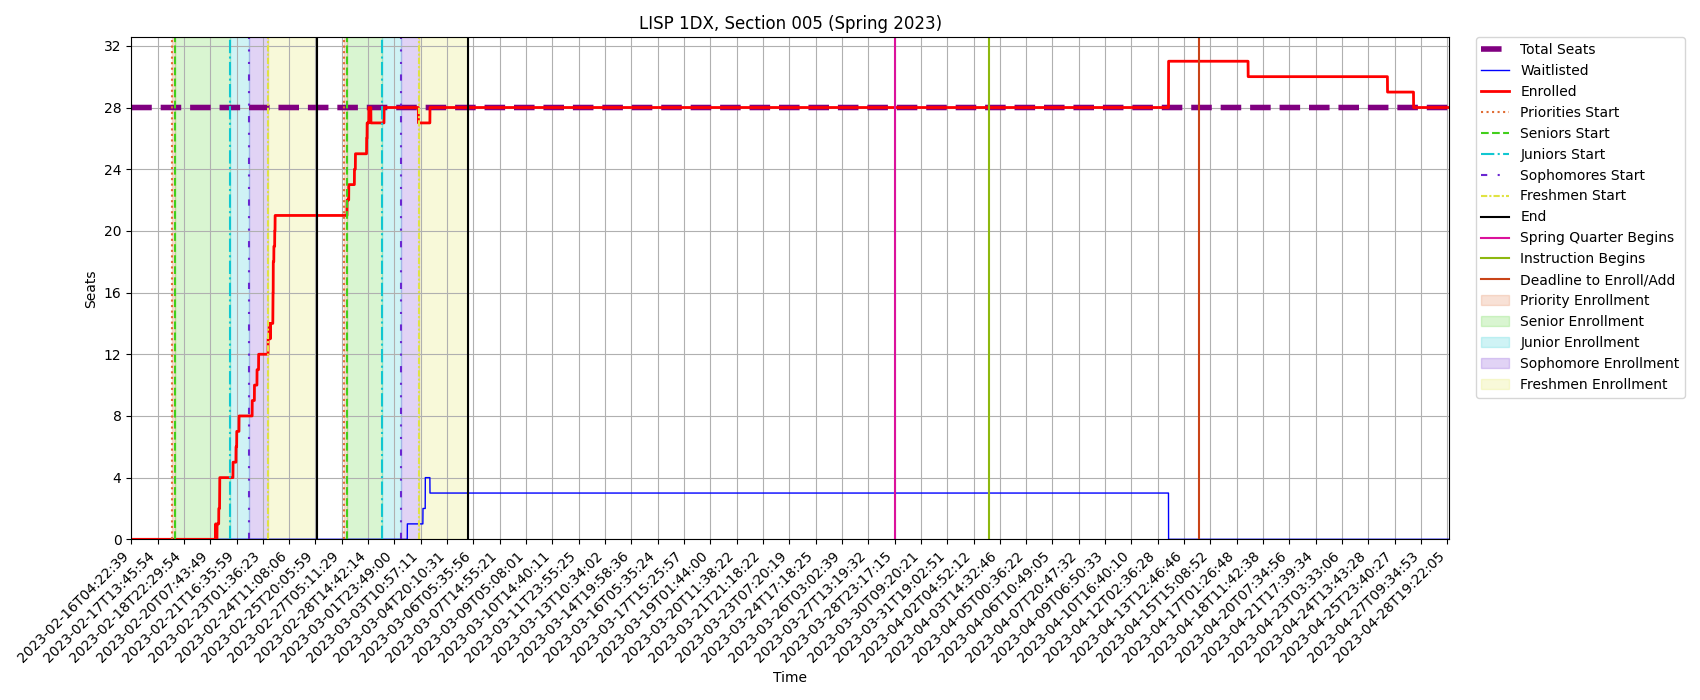 LISP 1DX, Section 005 (Spring 2023)
Seats
32
28
24
20
16
12
8
4
0
2023-02-16T04:22:39
2023-02-17T13:45:54
2023-02-18T22:29:54
2023-02-20T07:43:49
2023-02-21T16:35:59
2023-02-23T01:36:23
2023-02-24T11:08:06
2023-02-25T20:05:59
2023-02-27T05:11:29
2023-02-28T14:42:14
2023-03-01T23:49:00
2023-03-03T10:57:11
2023-03-04T20:10:31
2023-03-06T05:35:56
2023-03-07T14:55:21
2023-03-09T05:08:01
2023-03-10T14:40:11
2023-03-11T23:55:25
2023-03-13T10:34:02
2023-03-14T19:58:36
2023-03-16T05:35:24
2023-03-17T15:25:57
2023-03-19T01:44:00
2023-03-20T11:38:22
2023-03-21T21:18:22
2023-03-23T07:20:19
2023-03-24T17:18:25
2023-03-26T03:02:39
2023-03-27T13:19:32
2023-03-28T23:17:15
2023-03-30T09:20:21
2023-03-31T19:02:51
2023-04-02T04:52:12
2023-04-03T14:32:46
2023-04-05T00:36:22
2023-04-06T10:49:05
2023-04-07T20:47:32
2023-04-09T06:50:33
2023-04-10T16:40:10
2023-04-12T02:36:28
2023-04-13T12:46:46
2023-04-15T15:08:52
2023-04-17T01:26:48
2023-04-18T11:42:38
2023-04-20T07:34:56
2023-04-21T17:39:34
2023-04-23T03:33:06
2023-04-24T13:43:28
2023-04-25T23:40:27
2023-04-27T09:34:53
2023-04-28T19:22:05
Time
Total Seats
Waitlisted
Enrolled
Priorities Start
Seniors Start
Juniors Start
Sophomores Start
Freshmen Start
End
Spring Quarter Begins
Instruction Begins
Deadline to Enroll/Add
Priority Enrollment
Senior Enrollment
Junior Enrollment
Sophomore Enrollment
Freshmen Enrollment